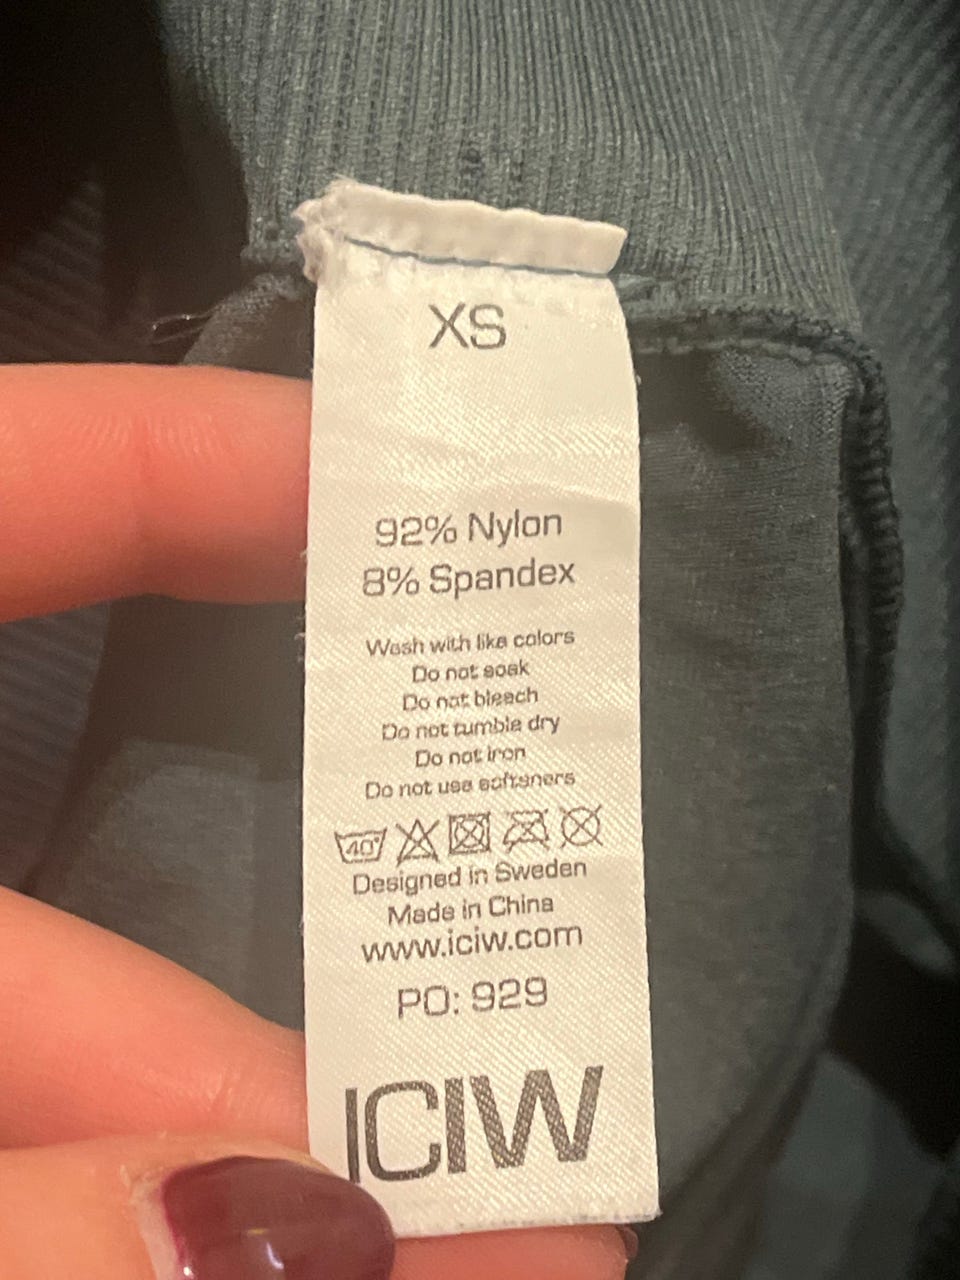 XS
92% Nylon
8% Spandex
Wash with like colors
Do not soak
Do not bleach
Do not tumble dry
Do not iron
Do not use softeners
40°
Designed in Sweden
Made in China
www.iciw.com
PO: 929
ICIW